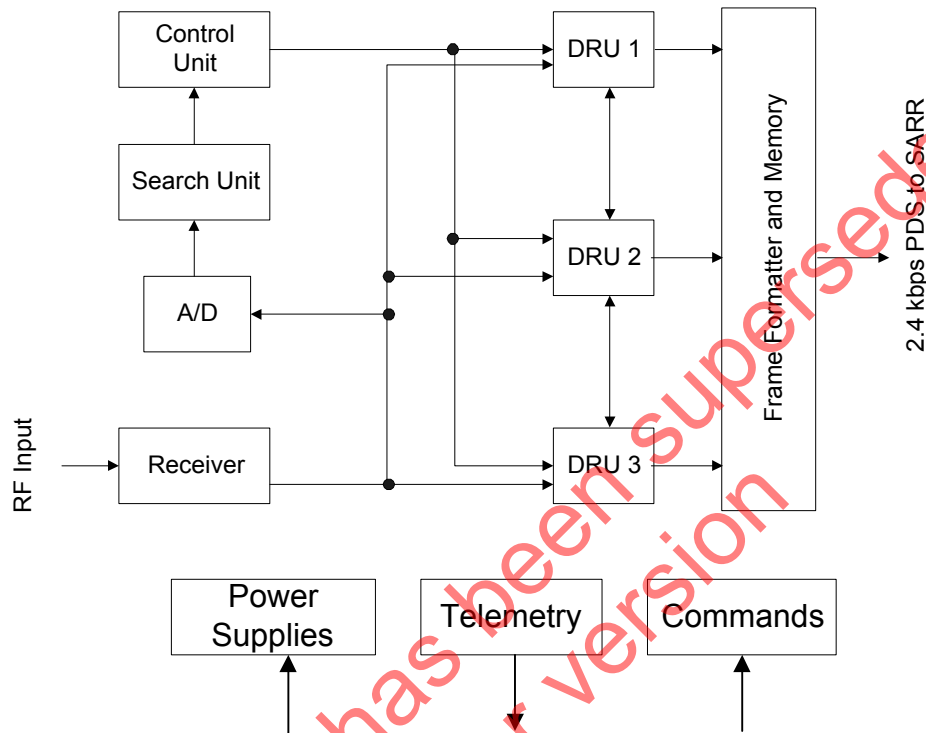 Control
Unit
DRU 1
Search Unit
DRU 2
A/D
Frame Formatter and Memory
2.4 kbps PDS to SARR
RF Input
Receiver
DRU 3
Power
Supplies
Telemetry
Commands
has been supersede
version